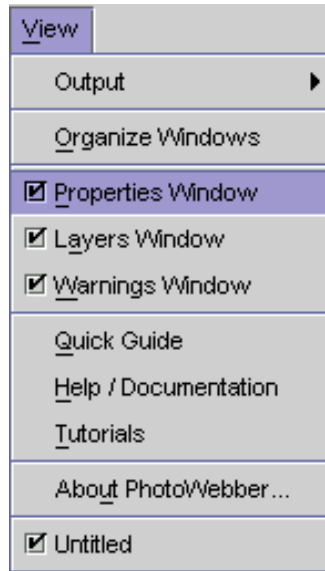 View
Output
Organize Windows
Properties Window
Layers Window
Warnings Window
Quick Guide
Help / Documentation
Tutorials
About PhotoWebber...
Untitled